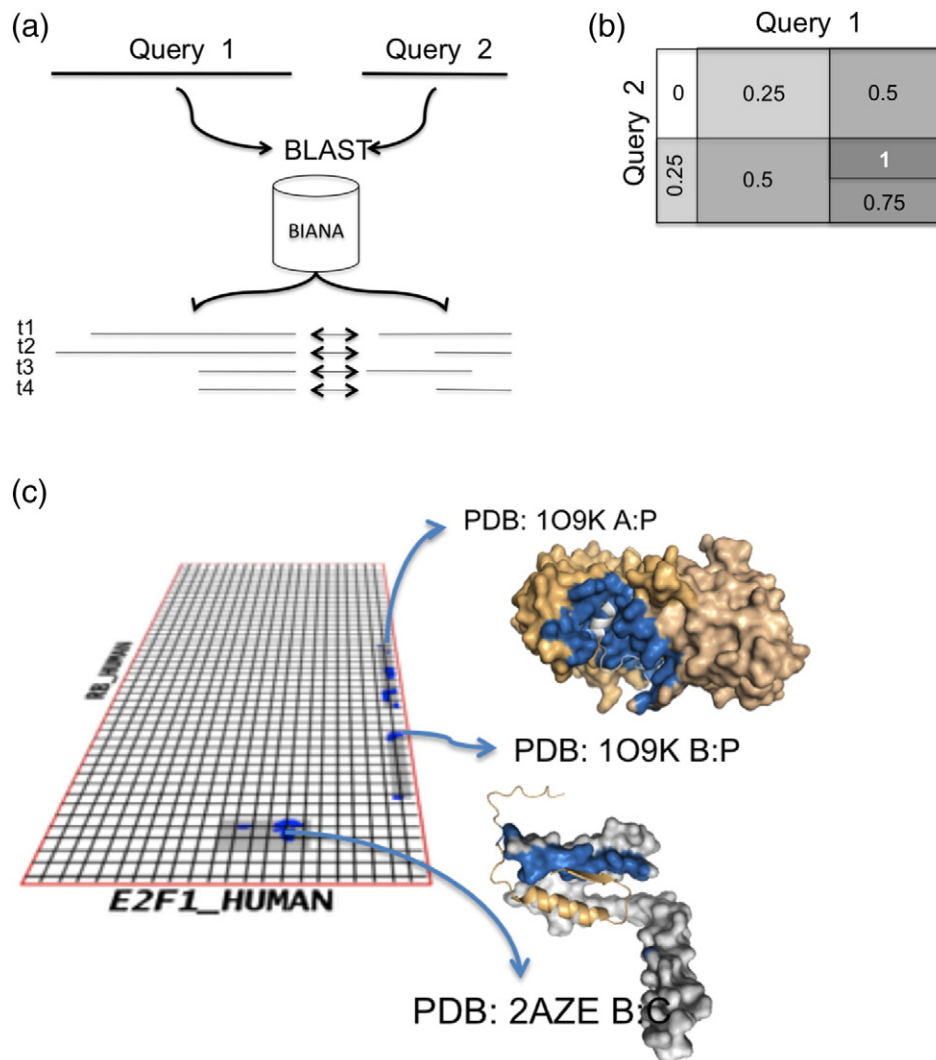 (a)
Query 1
Query 2
BLAST
BIANA
t1
t2
t3
t4
(b)
Query 1
Query 2
0
0.25
0.5
0.25
0.5
1
0.75
(c)
PDB: 1O9K A:P
RB_HUMAN
PDB: 1O9K B:P
E2F1_HUMAN
PDB: 2AZE B:C